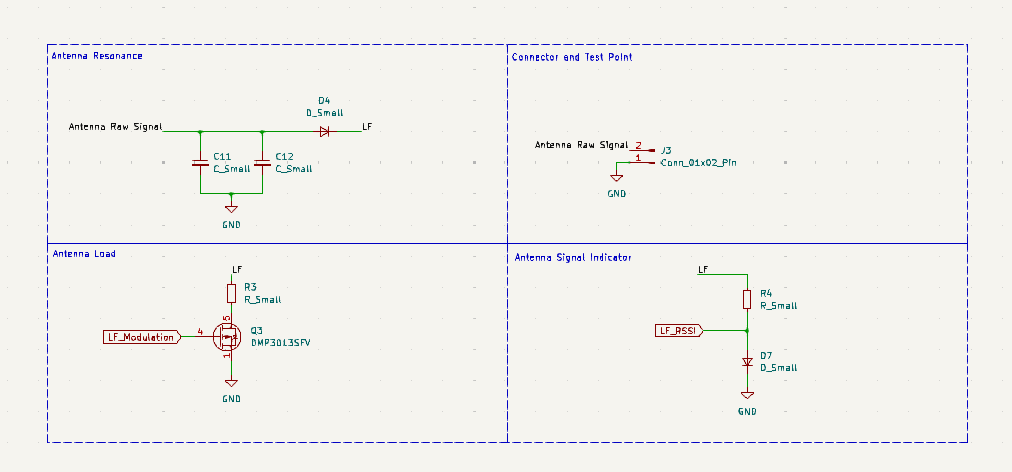 Antenna Resonance
D4
D_Small
Antenna Raw Signal
LF
C11
C_Small
C12
C_Small
GND
Connector and Test Point
Antenna Raw Signal
2
1
J3
Conn_01x02_Pin
GND
Antenna Load
LF
R3
R_Small
5
LF_Modulation
4
Q3
DMP3013SFV
1
GND
Antenna Signal Indicator
LF
R4
R_Small
LF_RSSI
D7
D_Small
GND